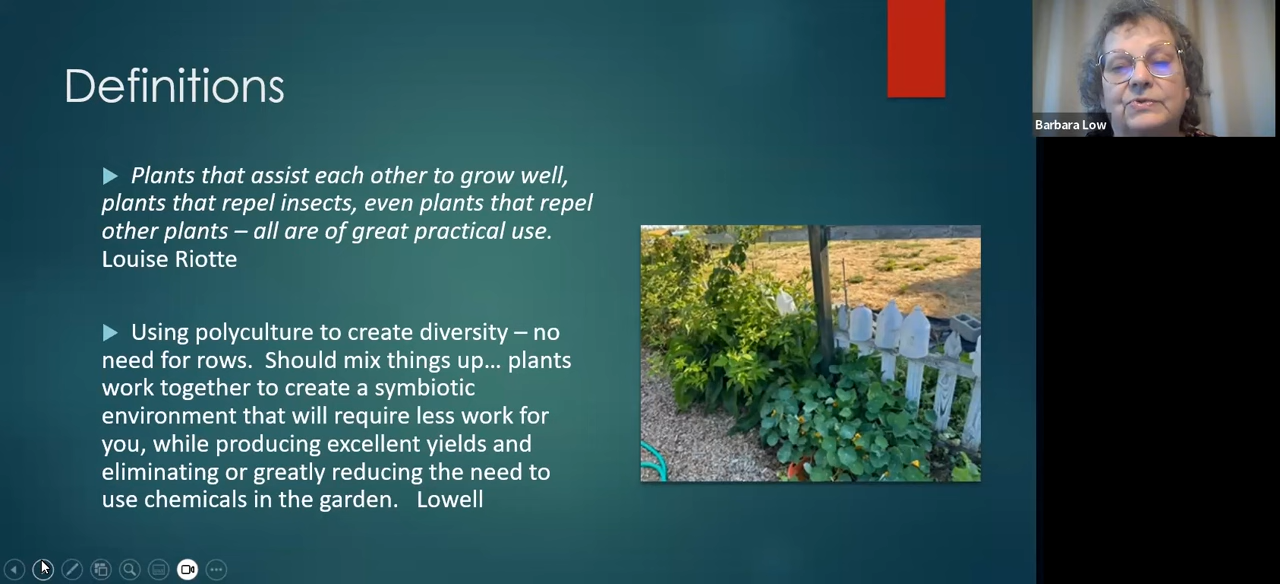 Definitions
Plants that assist each other to grow well,
plants that repel insects, even plants that repel
other plants – all are of great practical use.
Louise Riotte
Using polyculture to create diversity – no
need for rows. Should mix things up... plants
work together to create a symbiotic
environment that will require less work for
you, while producing excellent yields and
eliminating or greatly reducing the need to
use chemicals in the garden. Lowell
Barbara Low